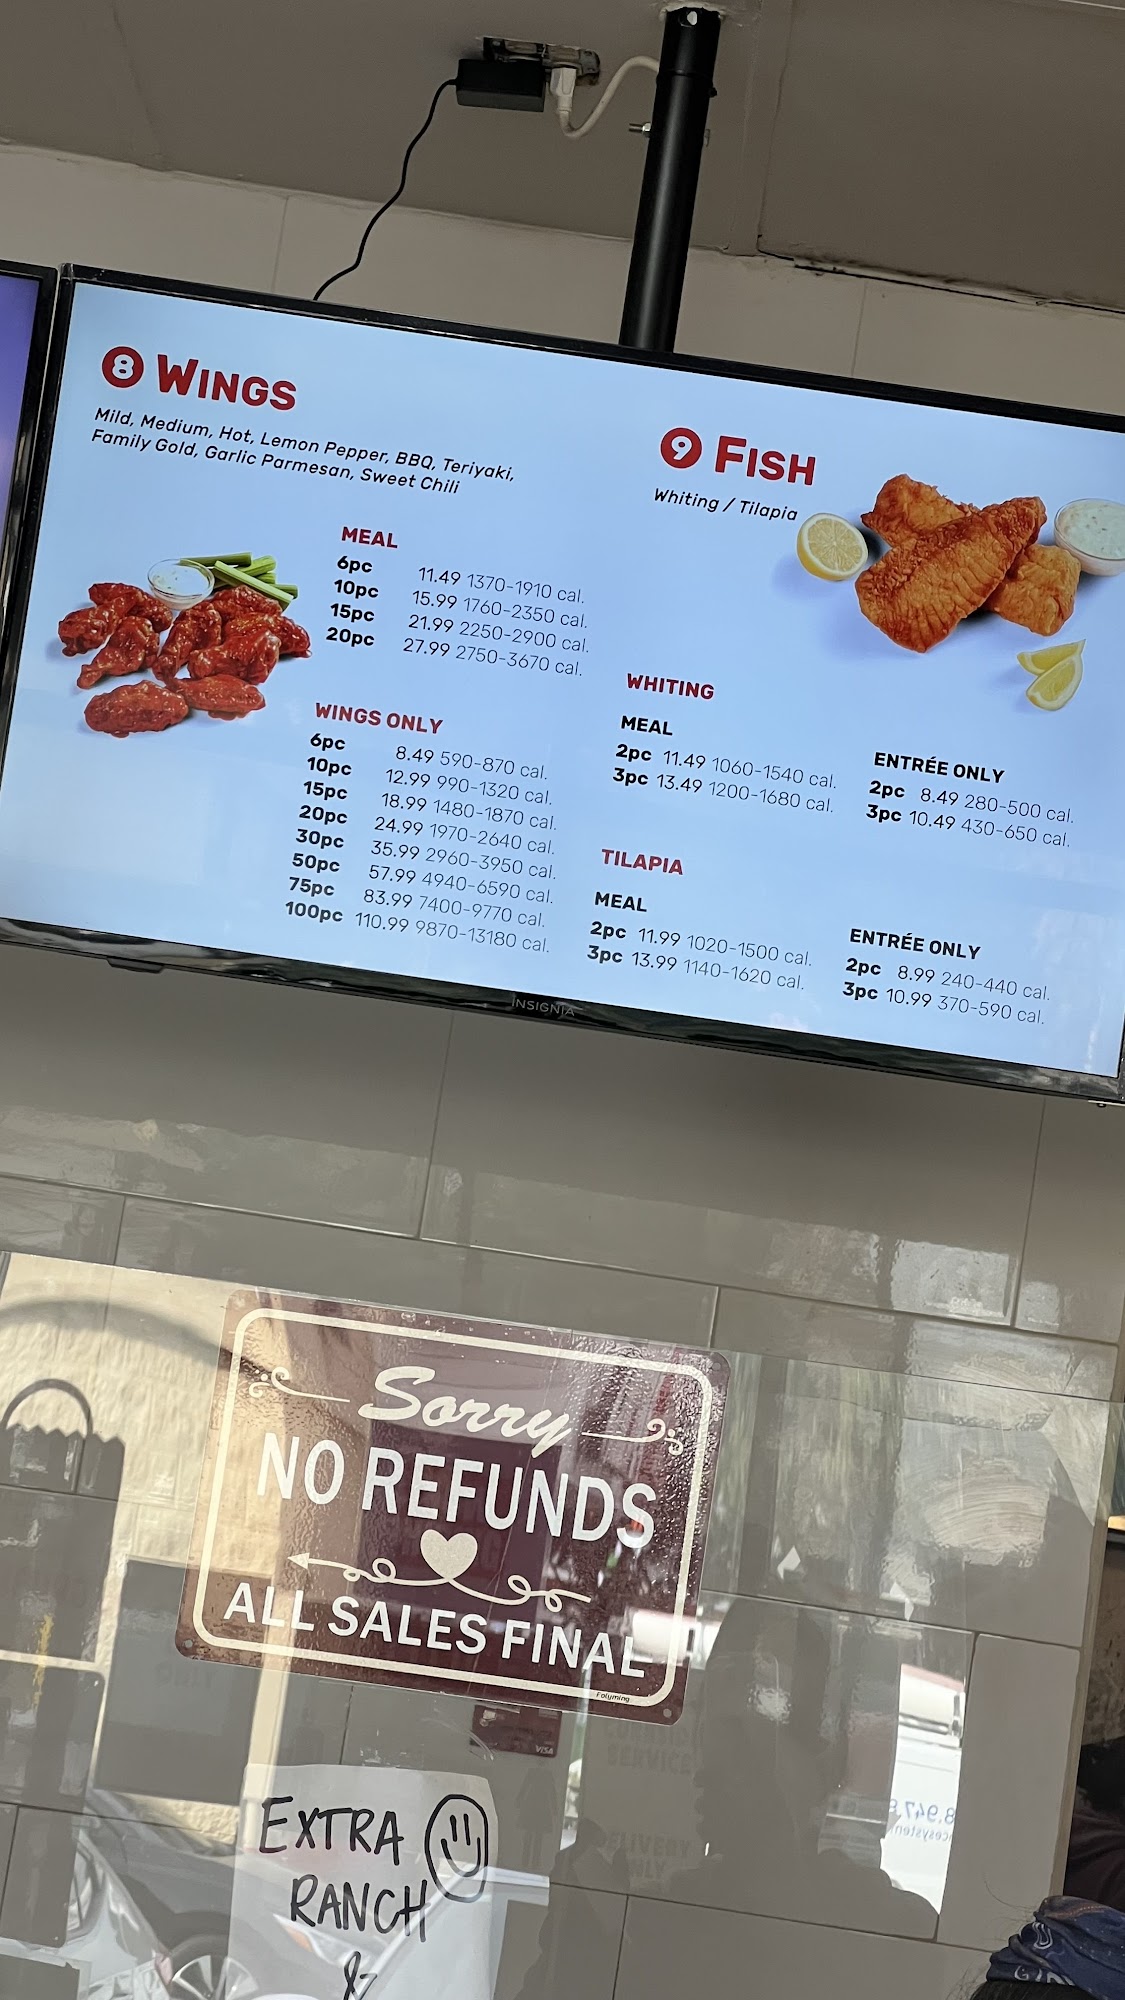 8 WINGS
Mild, Medium, Hot, Lemon Pepper, BBQ, Teriyaki,
Family Gold, Garlic Parmesan, Sweet Chili
MEAL
6pc 11.49 1370-1910 cal.
10pc 15.99 1760-2350 cal.
15pc 21.99 2250-2900 cal.
20pc 27.99 2750-3670 cal.
WINGS ONLY
6pc 8.49 590-870 cal.
10pc 12.99 990-1320 cal.
15pc 18.99 1480-1870 cal.
20pc 24.99 1970-2640 cal.
30pc 35.99 2960-3950 cal.
50pc 57.99 4940-6590 cal.
75pc 83.99 7400-9770 cal.
100pc 110.99 9870-13180 cal.
9 FISH
Whiting / Tilapia
WHITING
MEAL
2pc 11.49 1060-1540 cal.
3pc 13.49 1200-1680 cal.
ENTRÉE ONLY
2pc 8.49 280-500 cal.
3pc 10.49 430-650 cal.
TILAPIA
MEAL
2pc 11.99 1020-1500 cal.
3pc 13.99 1140-1620 cal.
ENTRÉE ONLY
2pc 8.99 240-440 cal.
3pc 10.99 370-590 cal.
INSIGNIA
Sorry
NO REFUNDS
ALL SALES FINAL
Folyming
VISA
EXTRA
RANCH
&